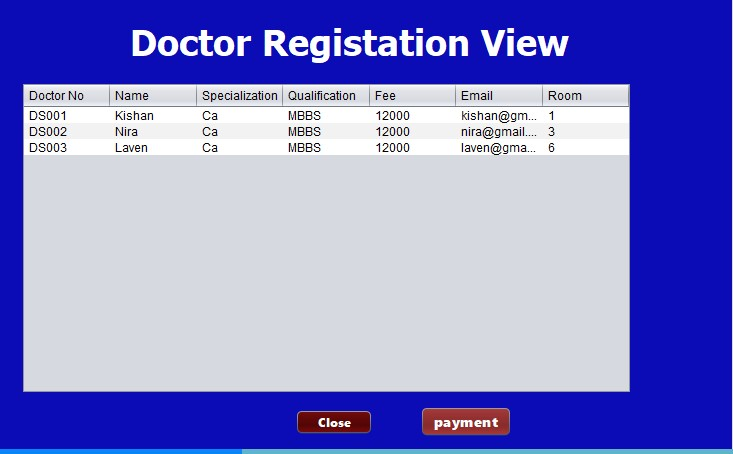 Doctor Registation View
Doctor No Name Specialization Qualification Fee Email Room
DS001 Kishan Ca MBBS 12000 kishan@gm... 1
DS002 Nira Ca MBBS 12000 nira@gmail.... 3
DS003 Laven Ca MBBS 12000 laven@gma... 6
Close payment